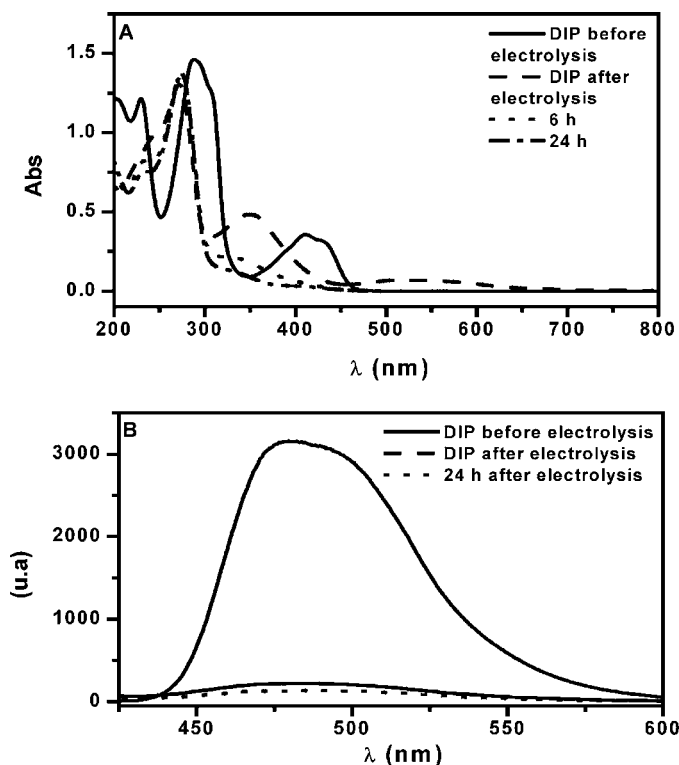 A
DIP before
electrolysis
DIP after
electrolysis
6 h
24 h
1.5
1.0
0.5
0.0
Abs
200 300 400 500 600 700 800
λ (nm)
B
DIP before electrolysis
DIP after electrolysis
24 h after electrolysis
3000
2000
1000
0
(u.a)
450 500 550 600
λ (nm)